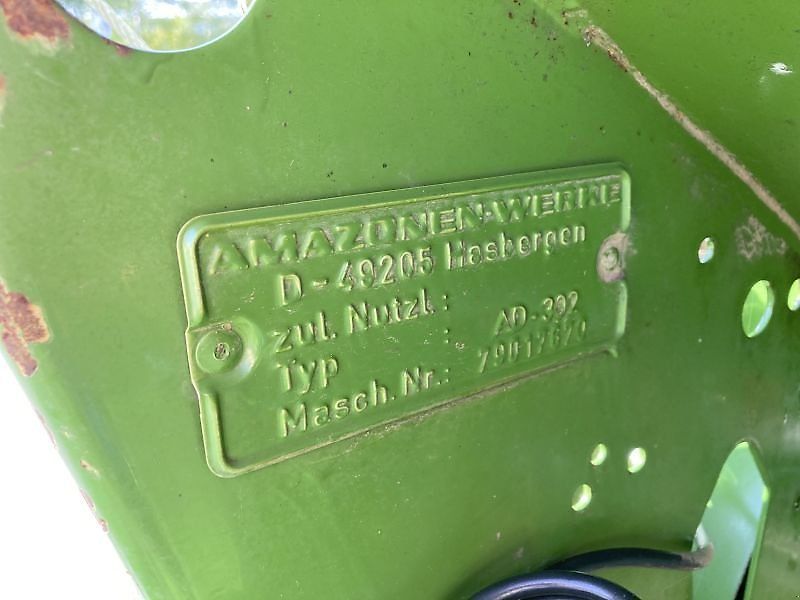 AMAZONEN-WERKE
D-49205 Hasbergen
zul. Nutzl.:
Typ : AD-302
Masch. Nr.: